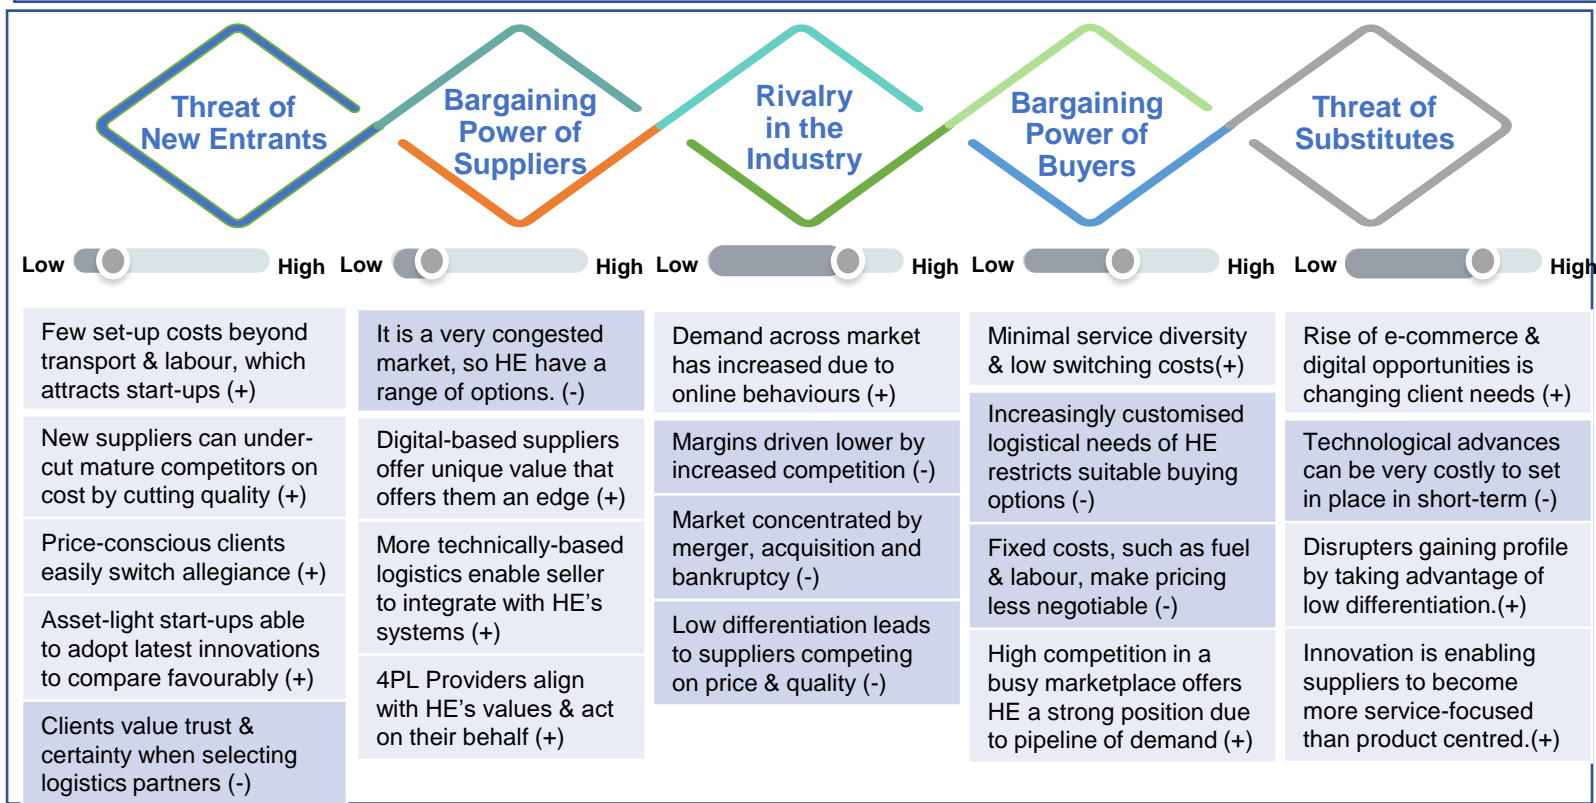 Threat of
New Entrants
Bargaining
Power of
Suppliers
Rivalry
in the
Industry
Bargaining
Power of
Buyers
Threat of
Substitutes
Low
High
Low
High
Low
High
Low
High
Low
High
Few set-up costs beyond
transport & labour, which
attracts start-ups (+)
New suppliers can under-
cut mature competitors on
cost by cutting quality (+)
Price-conscious clients
easily switch allegiance (+)
Asset-light start-ups able
to adopt latest innovations
to compare favourably (+)
Clients value trust &
certainty when selecting
logistics partners (-)
It is a very congested
market, so HE have a
range of options. (-)
Digital-based suppliers
offer unique value that
offers them an edge (+)
More technically-based
logistics enable seller
to integrate with HE's
systems (+)
4PL Providers align
with HE's values & act
on their behalf (+)
Demand across market
has increased due to
online behaviours (+)
Margins driven lower by
increased competition (-)
Market concentrated by
merger, acquisition and
bankruptcy (-)
Low differentiation leads
to suppliers competing
on price & quality (-)
Minimal service diversity
& low switching costs(+)
Increasingly customised
logistical needs of HE
restricts suitable buying
options (-)
Fixed costs, such as fuel
& labour, make pricing
less negotiable (-)
High competition in a
busy marketplace offers
HE a strong position due
to pipeline of demand (+)
Rise of e-commerce &
digital opportunities is
changing client needs (+)
Technological advances
can be very costly to set
in place in short-term (-)
Disrupters gaining profile
by taking advantage of
low differentiation.(+)
Innovation is enabling
suppliers to become
more service-focused
than product centred.(+)